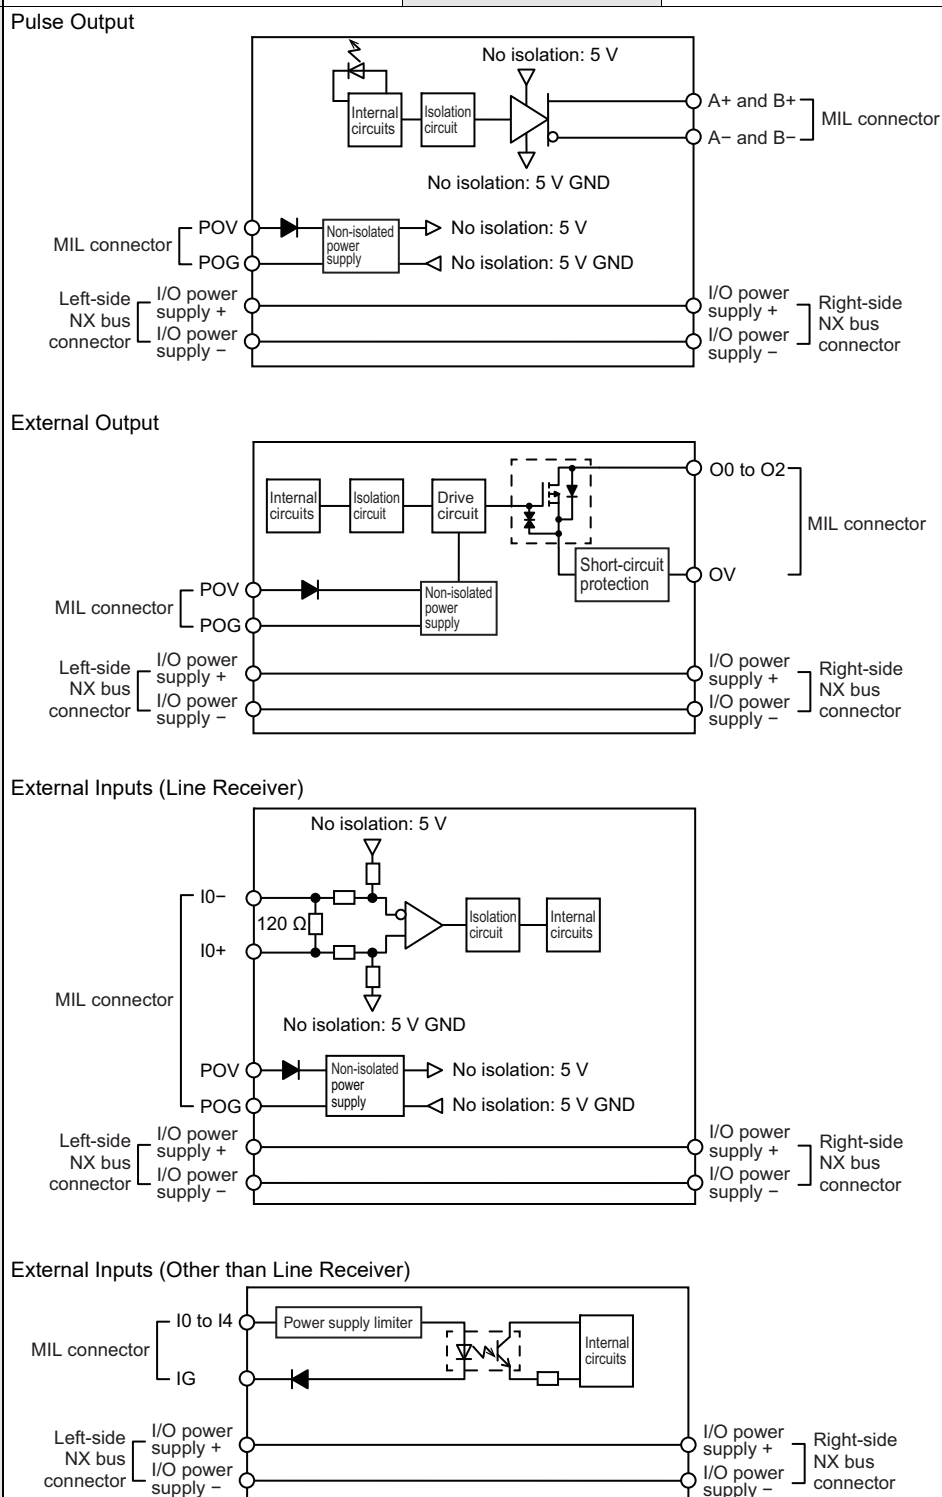 Pulse Output
No isolation: 5 V
Internal
circuits
Isolation
circuit
A+ and B+
A− and B−
MIL connector
No isolation: 5 V GND
MIL connector
POV
POG
Non-isolated
power
supply
No isolation: 5 V
No isolation: 5 V GND
Left-side
NX bus
connector
I/O power
supply +
I/O power
supply −
I/O power
supply +
I/O power
supply −
Right-side
NX bus
connector
External Output
Internal
circuits
Isolation
circuit
Drive
circuit
O0 to O2
MIL connector
Short-circuit
protection
OV
MIL connector
POV
POG
Non-isolated
power
supply
Left-side
NX bus
connector
I/O power
supply +
I/O power
supply −
I/O power
supply +
I/O power
supply −
Right-side
NX bus
connector
External Inputs (Line Receiver)
No isolation: 5 V
I0−
120 Ω
I0+
Isolation
circuit
Internal
circuits
MIL connector
No isolation: 5 V GND
POV
POG
Non-isolated
power
supply
No isolation: 5 V
No isolation: 5 V GND
Left-side
NX bus
connector
I/O power
supply +
I/O power
supply −
I/O power
supply +
I/O power
supply −
Right-side
NX bus
connector
External Inputs (Other than Line Receiver)
MIL connector
I0 to I4
IG
Power supply limiter
Internal
circuits
Left-side
NX bus
connector
I/O power
supply +
I/O power
supply −
I/O power
supply +
I/O power
supply −
Right-side
NX bus
connector